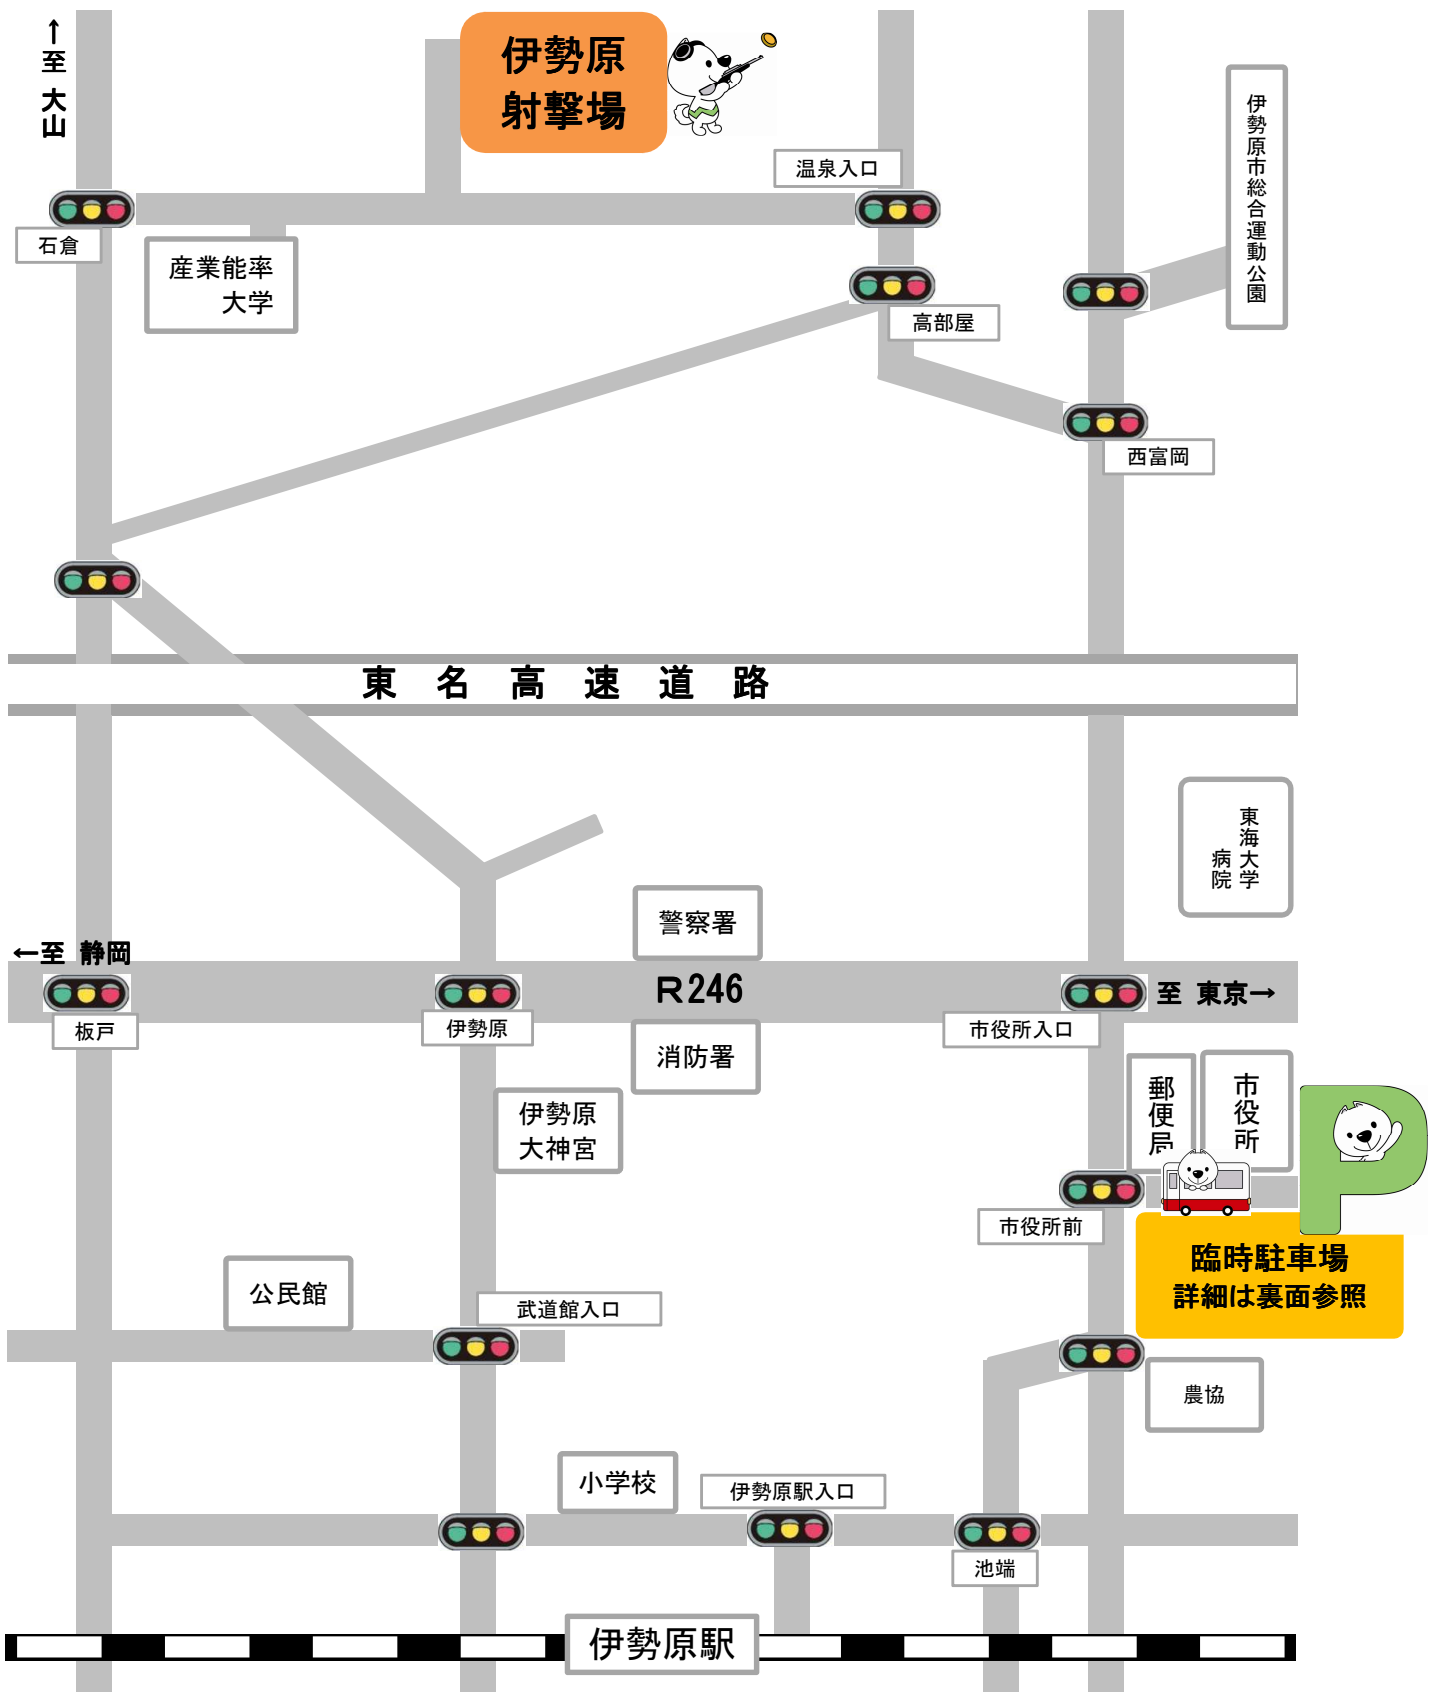 ↑至 大山
伊勢原
射撃場
温泉入口
伊勢原市総合運動公園
石倉
産業能率
大学
高部屋
西富岡
東名高速道路
東海大学
病院
警察署
←至 静岡
R246
至 東京→
板戸
伊勢原
市役所入口
消防署
郵便局
市役所
伊勢原
大神宮
P
市役所前
臨時駐車場
詳細は裏面参照
公民館
武道館入口
農協
小学校
伊勢原駅入口
池端
伊勢原駅